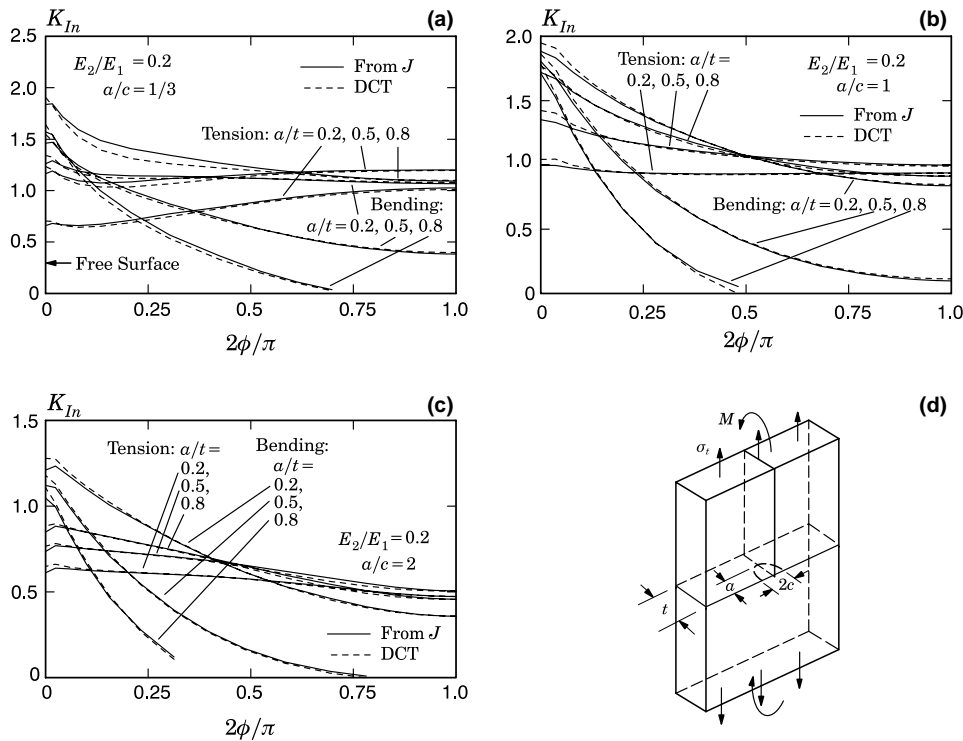 K_In
(a)
2.5
2.0
1.5
1.0
0.5
0
E₂/E₁ = 0.2
a/c = 1/3
From J
DCT
Tension: a/t = 0.2, 0.5, 0.8
Bending:
a/t = 0.2, 0.5, 0.8
Free Surface
0 0.25 0.5 0.75 1.0
2ϕ/π
K_In
(b)
2.0
1.5
1.0
0.5
0
Tension: a/t =
0.2, 0.5, 0.8
E₂/E₁ = 0.2
a/c = 1
From J
DCT
Bending: a/t = 0.2, 0.5, 0.8
0 0.25 0.5 0.75 1.0
2ϕ/π
K_In
(c)
1.5
1.0
0.5
0
Tension: a/t =
0.2,
0.5,
0.8
Bending:
a/t =
0.2,
0.5,
0.8
E₂/E₁ = 0.2
a/c = 2
From J
DCT
0 0.25 0.5 0.75 1.0
2ϕ/π
(d)
M
σ_t
a
2c
t